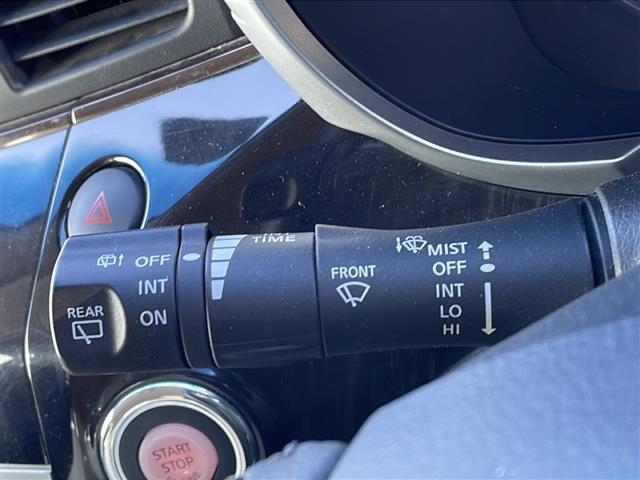 OFF
INT
ON
REAR
TIME
FRONT
MIST
OFF
INT
LO
HI
START
STOP